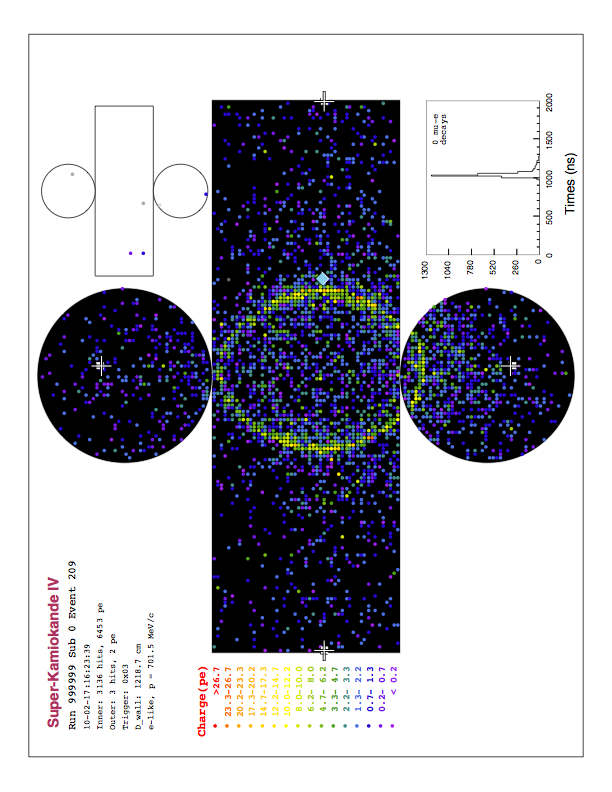 Super-Kamiokande IV
Run 999999 Sub 0 Event 209
10-02-17:16:23:39
Inner: 3136 hits, 6453 pe
Outer: 3 hits, 2 pe
Trigger: 0x03
D_wall: 1218.7 cm
e-like, p = 701.5 MeV/c
Charge(pe)
>26.7
23.3-26.7
20.2-23.3
17.3-20.2
14.7-17.3
12.2-14.7
10.0-12.2
8.0-10.0
6.2- 8.0
4.7- 6.2
3.3- 4.7
2.2- 3.3
1.3- 2.2
0.7- 1.3
0.2- 0.7
< 0.2
0 mu-e
decays
1300
1040
780
520
260
0
0
500
1000
1500
2000
Times (ns)